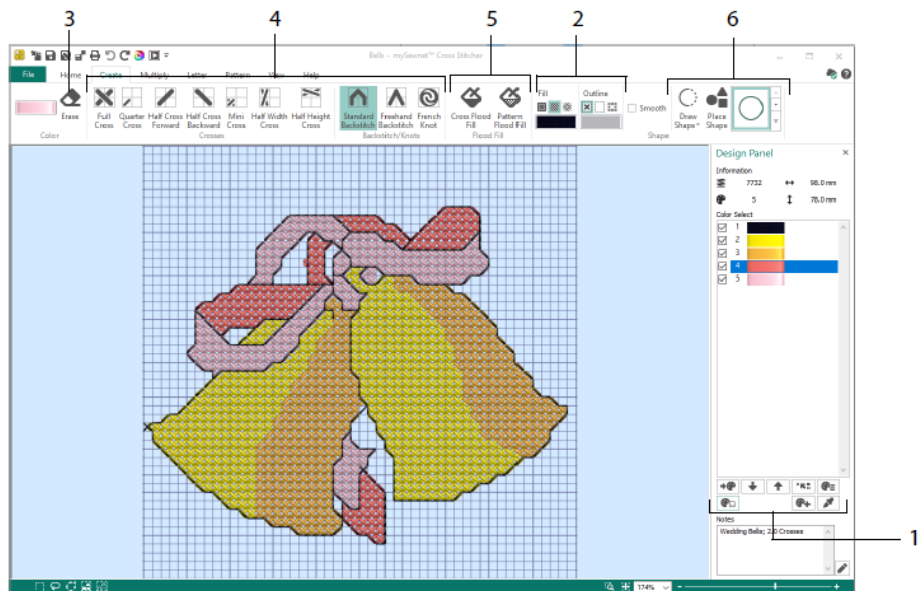 3 4 5 2 6
Bells - mySewnet™ Cross Stitcher
File Home Create Multiply Letter Pattern View Help
Fill Outline
Smooth
Erase
Full Cross
Quarter Cross
Half Cross Forward
Half Cross Backward
Mini Cross
Half Width Cross
Half Height Cross
Standard Backstitch
Freehand Backstitch
French Knot
Cross Flood Fill
Pattern Flood Fill
Draw Shape
Place Shape
Color Crosses Backstitch/Knots Flood Fill Shape
Design Panel
Information
7732 98.0 mm
5 78.0 mm
Color Select
1
2
3
4
5
Notes
Wedding Bells; 2.0 Crosses
1
174%